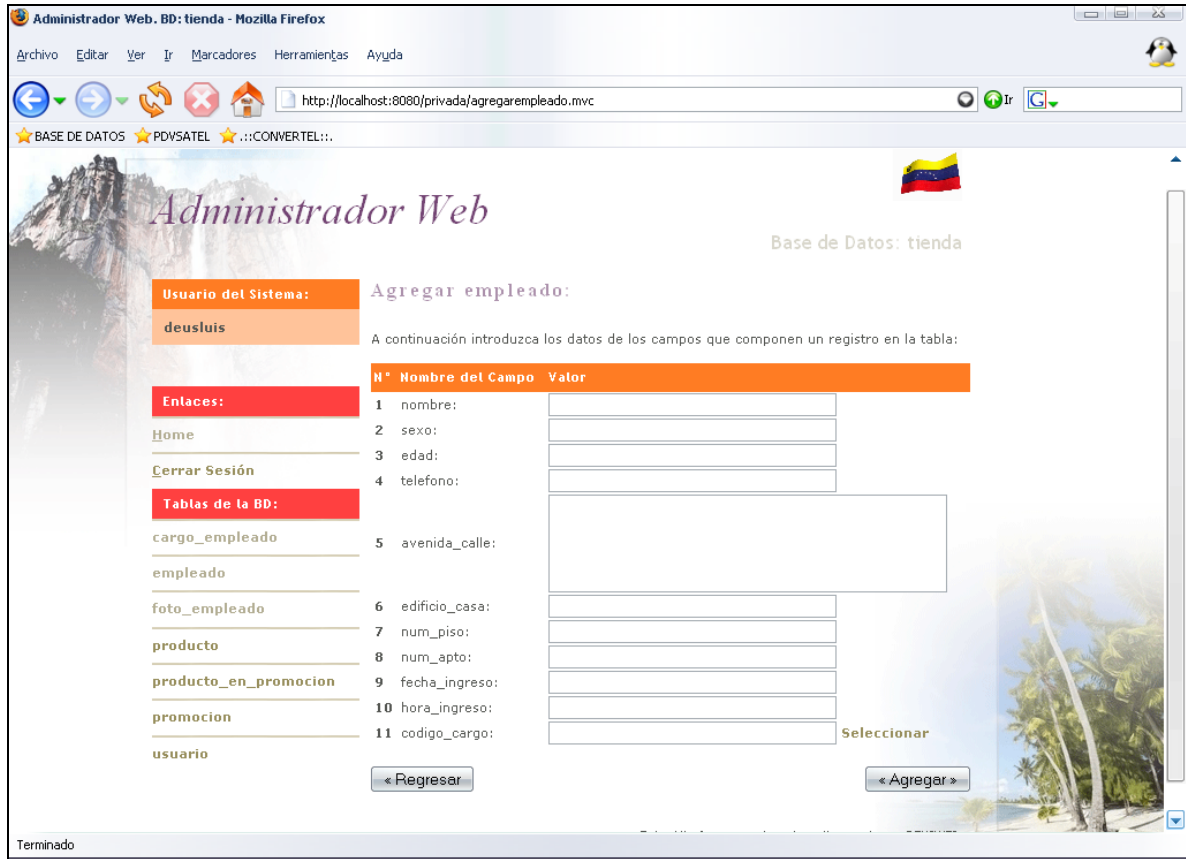 Administrador Web. BD: tienda - Mozilla Firefox
Archivo Editar Ver Ir Marcadores Herramientas Ayuda
http://localhost:8080/privada/agregarempleado.mvc
Ir
G
BASE DE DATOS PDVSATEL .::CONVERTEL::.
Administrador Web
Base de Datos: tienda
Usuario del Sistema:
deusluis
Enlaces:
Home
Cerrar Sesión
Tablas de la BD:
cargo_empleado
empleado
foto_empleado
producto
producto_en_promocion
promocion
usuario
Agregar empleado:
A continuación introduzca los datos de los campos que componen un registro en la tabla:
N° Nombre del Campo Valor
1 nombre:
2 sexo:
3 edad:
4 telefono:
5 avenida_calle:
6 edificio_casa:
7 num_piso:
8 num_apto:
9 fecha_ingreso:
10 hora_ingreso:
11 codigo_cargo: Seleccionar
« Regresar
« Agregar »
Terminado